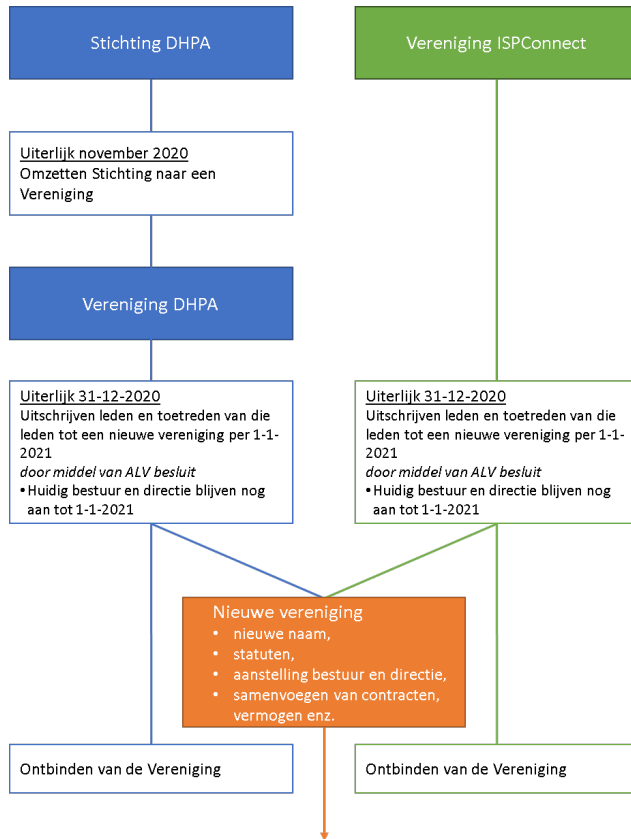 Stichting DHPA
Vereniging ISPConnect
Uiterlijk november 2020
Omzetten Stichting naar een
Vereniging
Vereniging DHPA
Uiterlijk 31-12-2020
Uitschrijven leden en toetreden van die
leden tot een nieuwe vereniging per 1-1-
2021
door middel van ALV besluit
• Huidig bestuur en directie blijven nog
aan tot 1-1-2021
Uiterlijk 31-12-2020
Uitschrijven leden en toetreden van die
leden tot een nieuwe vereniging per 1-1-
2021
door middel van ALV besluit
• Huidig bestuur en directie blijven nog
aan tot 1-1-2021
Nieuwe vereniging
• nieuwe naam,
• statuten,
• aanstelling bestuur en directie,
• samenvoegen van contracten,
vermogen enz.
Ontbinden van de Vereniging
Ontbinden van de Vereniging